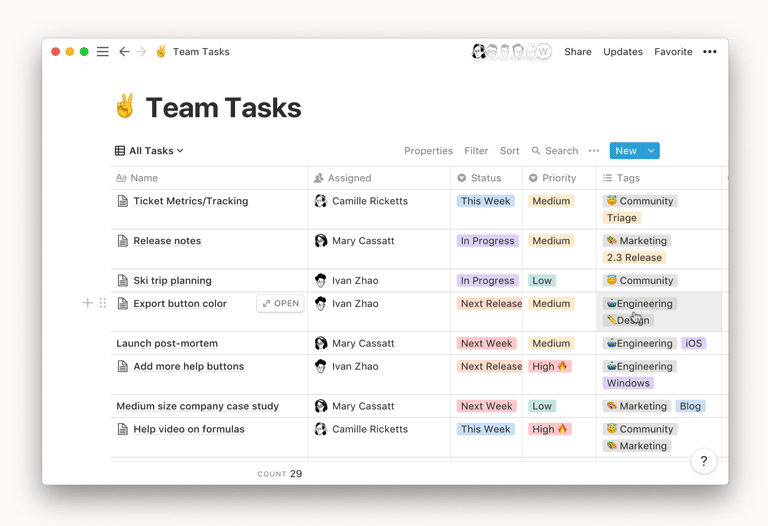 ✌️ Team Tasks W Share Updates Favorite •••
✌️ Team Tasks
All Tasks Properties Filter Sort Search ••• New
Name Assigned Status Priority Tags
Ticket Metrics/Tracking Camille Ricketts This Week Medium 😇 Community
Triage
Release notes Mary Cassatt In Progress Medium 🎨 Marketing
2.3 Release
Ski trip planning Ivan Zhao In Progress Low 😇 Community
Export button color OPEN Ivan Zhao Next Release Medium 🤖Engineering
✏️Design
Launch post-mortem Mary Cassatt Next Week Medium 🤖Engineering iOS
Add more help buttons Ivan Zhao Next Release High 🔥 🤖Engineering
Windows
Medium size company case study Mary Cassatt Next Week Low 🎨 Marketing Blog
Help video on formulas Camille Ricketts This Week High 🔥 😇 Community
🎨 Marketing
COUNT 29 ?